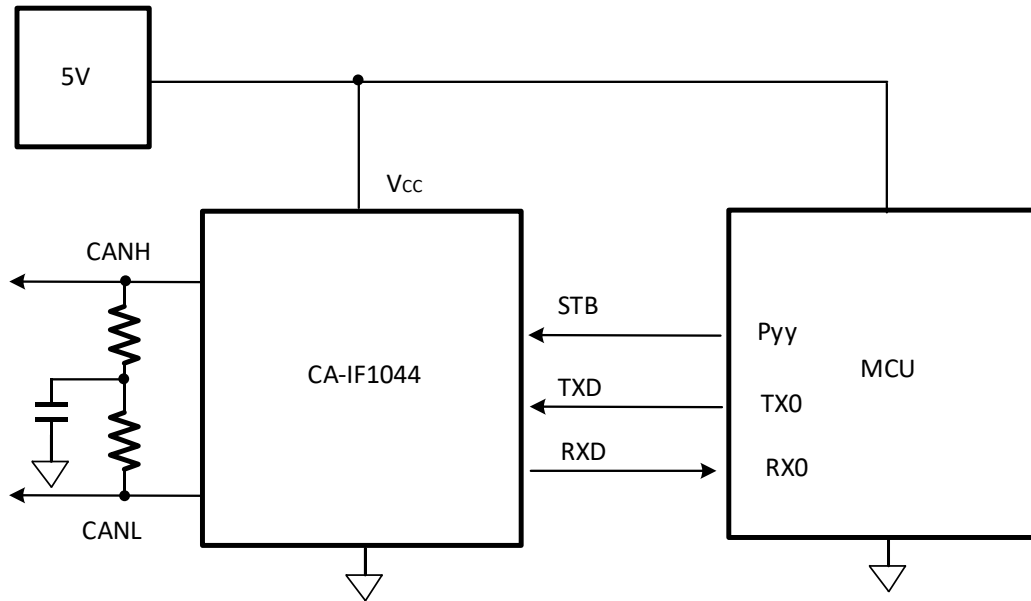 5V
VCC
CANH
STB
Pyy
CA-IF1044
MCU
TXD
TX0
RXD
RX0
CANL